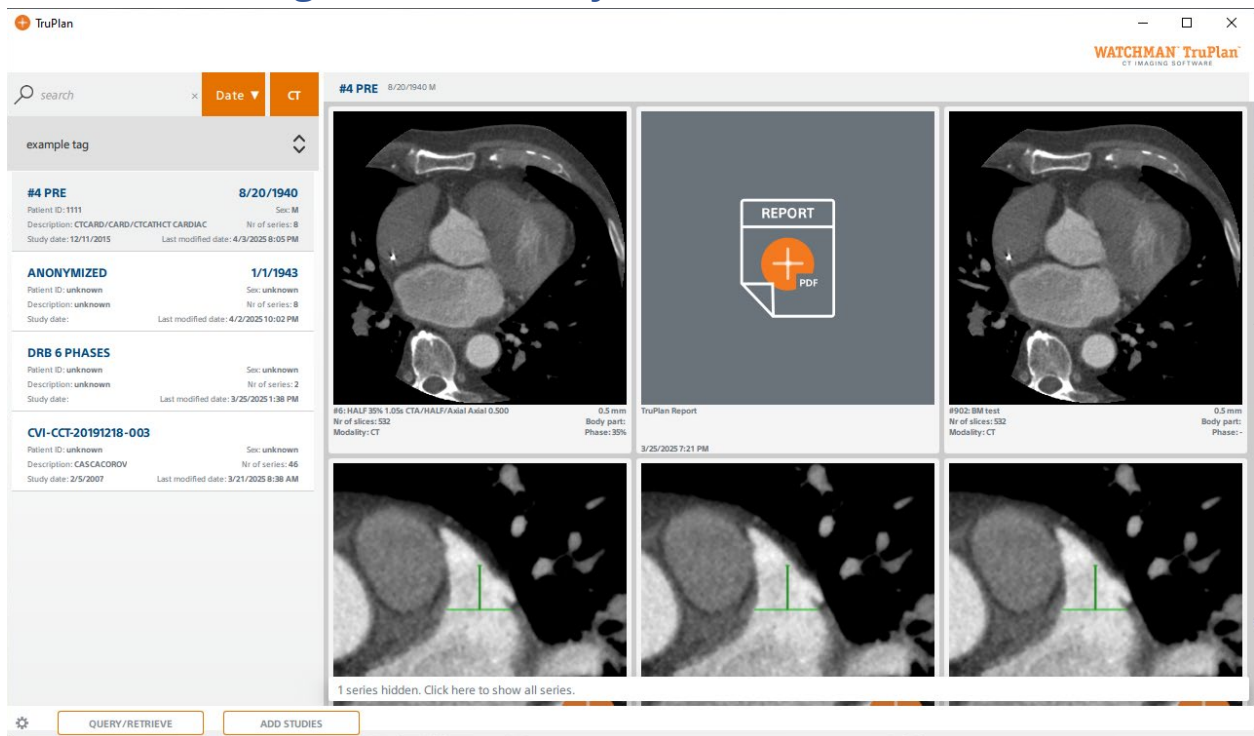 TruPlan
WATCHMAN™ TruPlan™
CT IMAGING SOFTWARE
search × Date ▼ CT
example tag
#4 PRE 8/20/1940
Patient ID: 1111 Sex: M
Description: CTCARD/CARD/CTCATHCT CARDIAC Nr of series: 8
Study date: 12/11/2015 Last modified date: 4/3/2025 8:05 PM
ANONYMIZED 1/1/1943
Patient ID: unknown Sex: unknown
Description: unknown Nr of series: 8
Study date: Last modified date: 4/2/2025 10:02 PM
DRB 6 PHASES
Patient ID: unknown Sex: unknown
Description: unknown Nr of series: 2
Study date: Last modified date: 3/25/2025 1:38 PM
CVI-CCT-20191218-003
Patient ID: unknown Sex: unknown
Description: CASCACOROV Nr of series: 46
Study date: 2/5/2007 Last modified date: 3/21/2025 8:38 AM
#4 PRE 8/20/1940 M
REPORT
PDF
#6: HALF 35% 1.05s CTA/HALF/Axial Axial 0.500 0.5 mm
Nr of slices: 532 Body part:
Modality: CT Phase: 35%
TruPlan Report
3/25/2025 7:21 PM
#902: BM test 0.5 mm
Nr of slices: 532 Body part:
Modality: CT Phase: -
1 series hidden. Click here to show all series.
QUERY/RETRIEVE ADD STUDIES